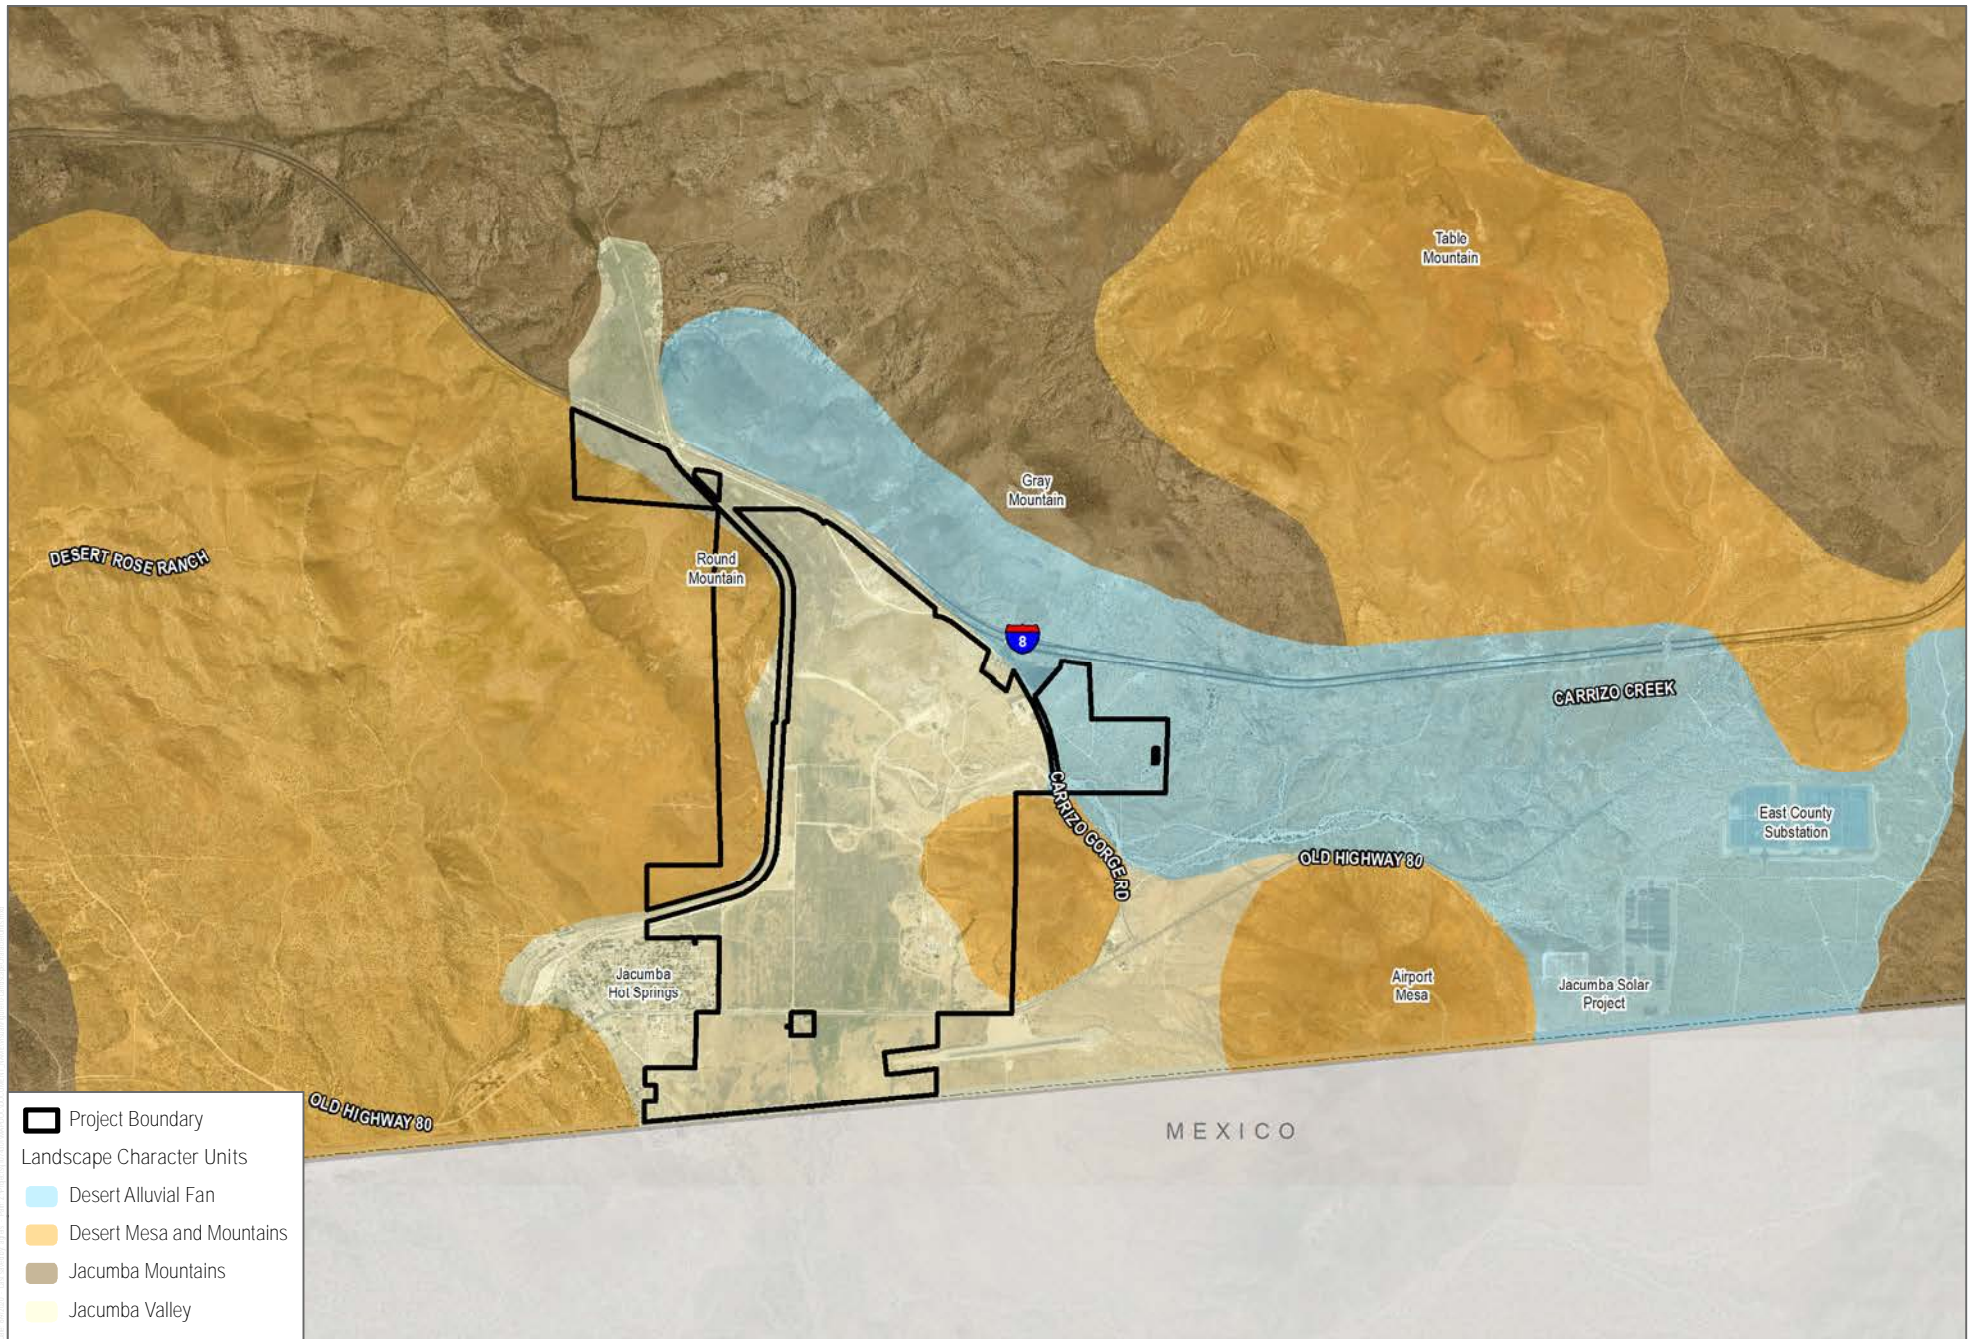 Table
Mountain
Gray
Mountain
DESERT ROSE RANCH
Round
Mountain
8
CARRIZO CREEK
East County
Substation
CARRIZO GORGE RD
OLD HIGHWAY 80
Jacumba
Hot Springs
Airport
Mesa
Jacumba Solar
Project
OLD HIGHWAY 80
MEXICO
Project Boundary
Landscape Character Units
Desert Alluvial Fan
Desert Mesa and Mountains
Jacumba Mountains
Jacumba Valley